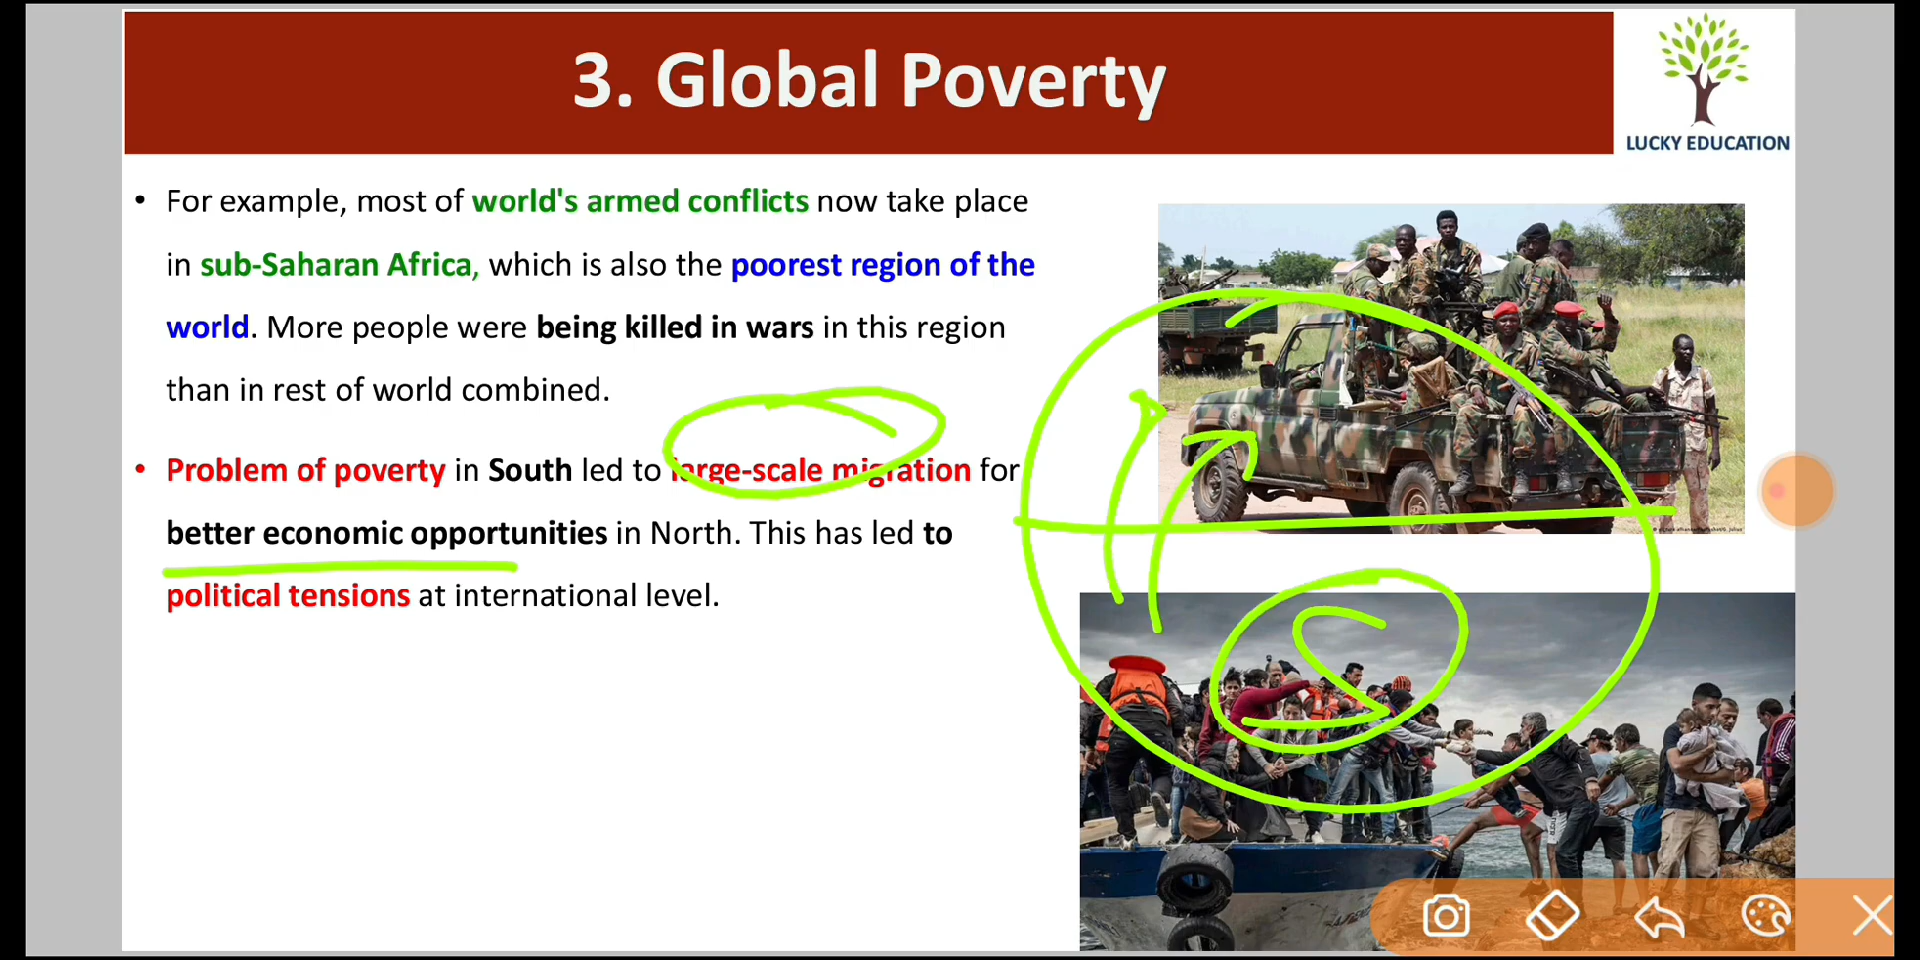 3. Global Poverty
LUCKY EDUCATION
• For example, most of world's armed conflicts now take place
in sub-Saharan Africa, which is also the poorest region of the
world. More people were being killed in wars in this region
than in rest of world combined.
• Problem of poverty in South led to large-scale migration for
better economic opportunities in North. This has led to
political tensions at international level.